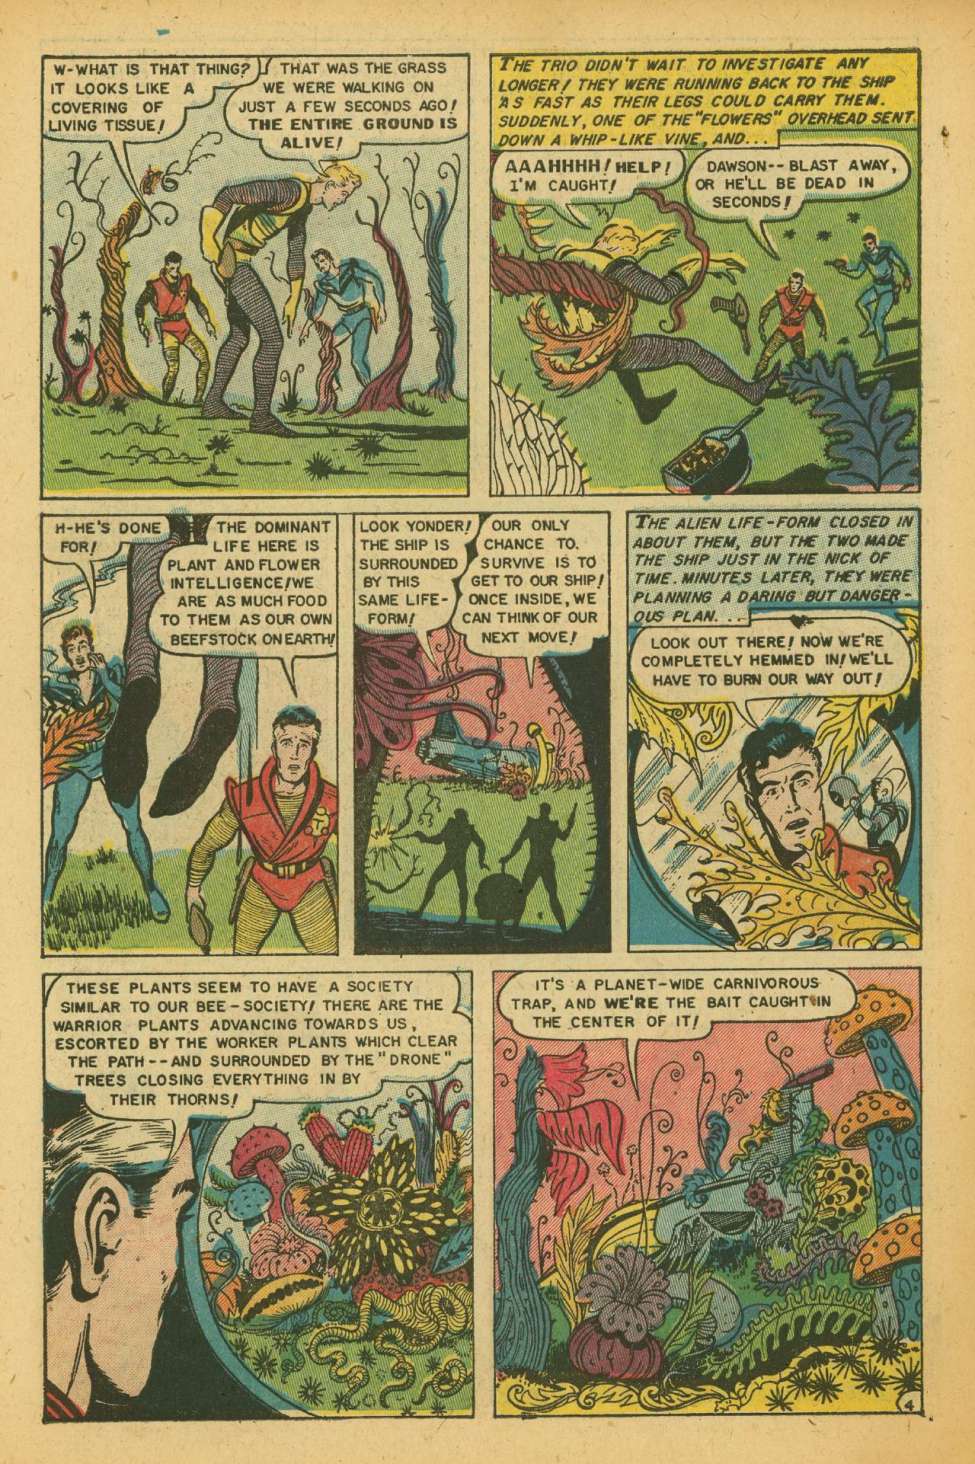 W-WHAT IS THAT THING?
IT LOOKS LIKE A
COVERING OF
LIVING TISSUE!
THAT WAS THE GRASS
WE WERE WALKING ON
JUST A FEW SECONDS AGO!
THE ENTIRE GROUND IS
ALIVE!
THE TRIO DIDN'T WAIT TO INVESTIGATE ANY
LONGER! THEY WERE RUNNING BACK TO THE SHIP
AS FAST AS THEIR LEGS COULD CARRY THEM.
SUDDENLY, ONE OF THE "FLOWERS" OVERHEAD SENT
DOWN A WHIP-LIKE VINE, AND...
AAAHHHH! HELP!
I'M CAUGHT!
DAWSON-- BLAST AWAY,
OR HE'LL BE DEAD IN
SECONDS!
H-HE'S DONE
FOR!
THE DOMINANT
LIFE HERE IS
PLANT AND FLOWER
INTELLIGENCE! WE
ARE AS MUCH FOOD
TO THEM AS OUR OWN
BEEFSTOCK ON EARTH!
LOOK YONDER!
THE SHIP IS
SURROUNDED
BY THIS
SAME LIFE-
FORM!
OUR ONLY
CHANCE TO
SURVIVE IS TO
GET TO OUR SHIP!
ONCE INSIDE, WE
CAN THINK OF OUR
NEXT MOVE!
THE ALIEN LIFE-FORM CLOSED IN
ABOUT THEM, BUT THE TWO MADE
THE SHIP JUST IN THE NICK OF
TIME. MINUTES LATER, THEY WERE
PLANNING A DARING BUT DANGER-
OUS PLAN...
LOOK OUT THERE! NOW WE'RE
COMPLETELY HEMMED IN! WE'LL
HAVE TO BURN OUR WAY OUT!
THESE PLANTS SEEM TO HAVE A SOCIETY
SIMILAR TO OUR BEE-SOCIETY! THERE ARE THE
WARRIOR PLANTS ADVANCING TOWARDS US,
ESCORTED BY THE WORKER PLANTS WHICH CLEAR
THE PATH--AND SURROUNDED BY THE "DRONE"
TREES CLOSING EVERYTHING IN BY
THEIR THORNS!
IT'S A PLANET-WIDE CARNIVOROUS
TRAP, AND WE'RE THE BAIT CAUGHT IN
THE CENTER OF IT!
4